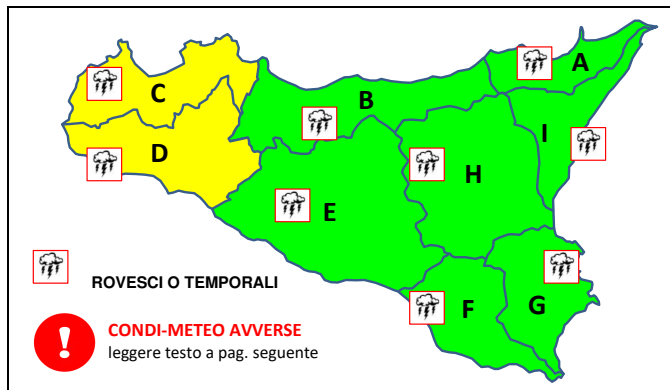 A
C
B
I
D
H
E
ROVESCI O TEMPORALI
F
G
CONDI-METEO AVVERSE
leggere testo a pag. seguente